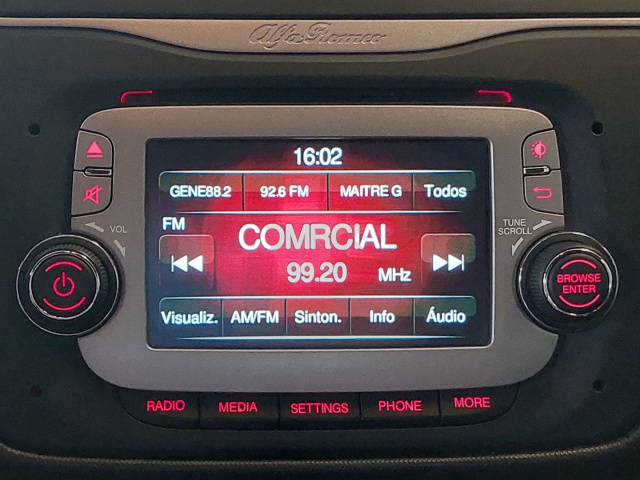 Alfa Romeo
16:02
GENE88.2 92.6 FM MAITRE G Todos
FM
COMRCIAL
99.20 MHz
Visualiz. AM/FM Sinton. Info Áudio
VOL
TUNE
SCROLL
BROWSE
ENTER
RADIO MEDIA SETTINGS PHONE MORE